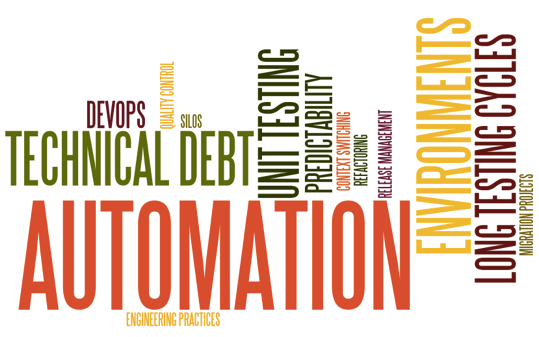 DEVOPS
QUALITY CONTROL
SILOS
TECHNICAL DEBT
UNIT TESTING
PREDICTABILITY
CONTEXT SWITCHING
REFACTORING
RELEASE MANAGEMENT
ENVIRONMENTS
LONG TESTING CYCLES
MIGRATION PROJECTS
AUTOMATION
ENGINEERING PRACTICES